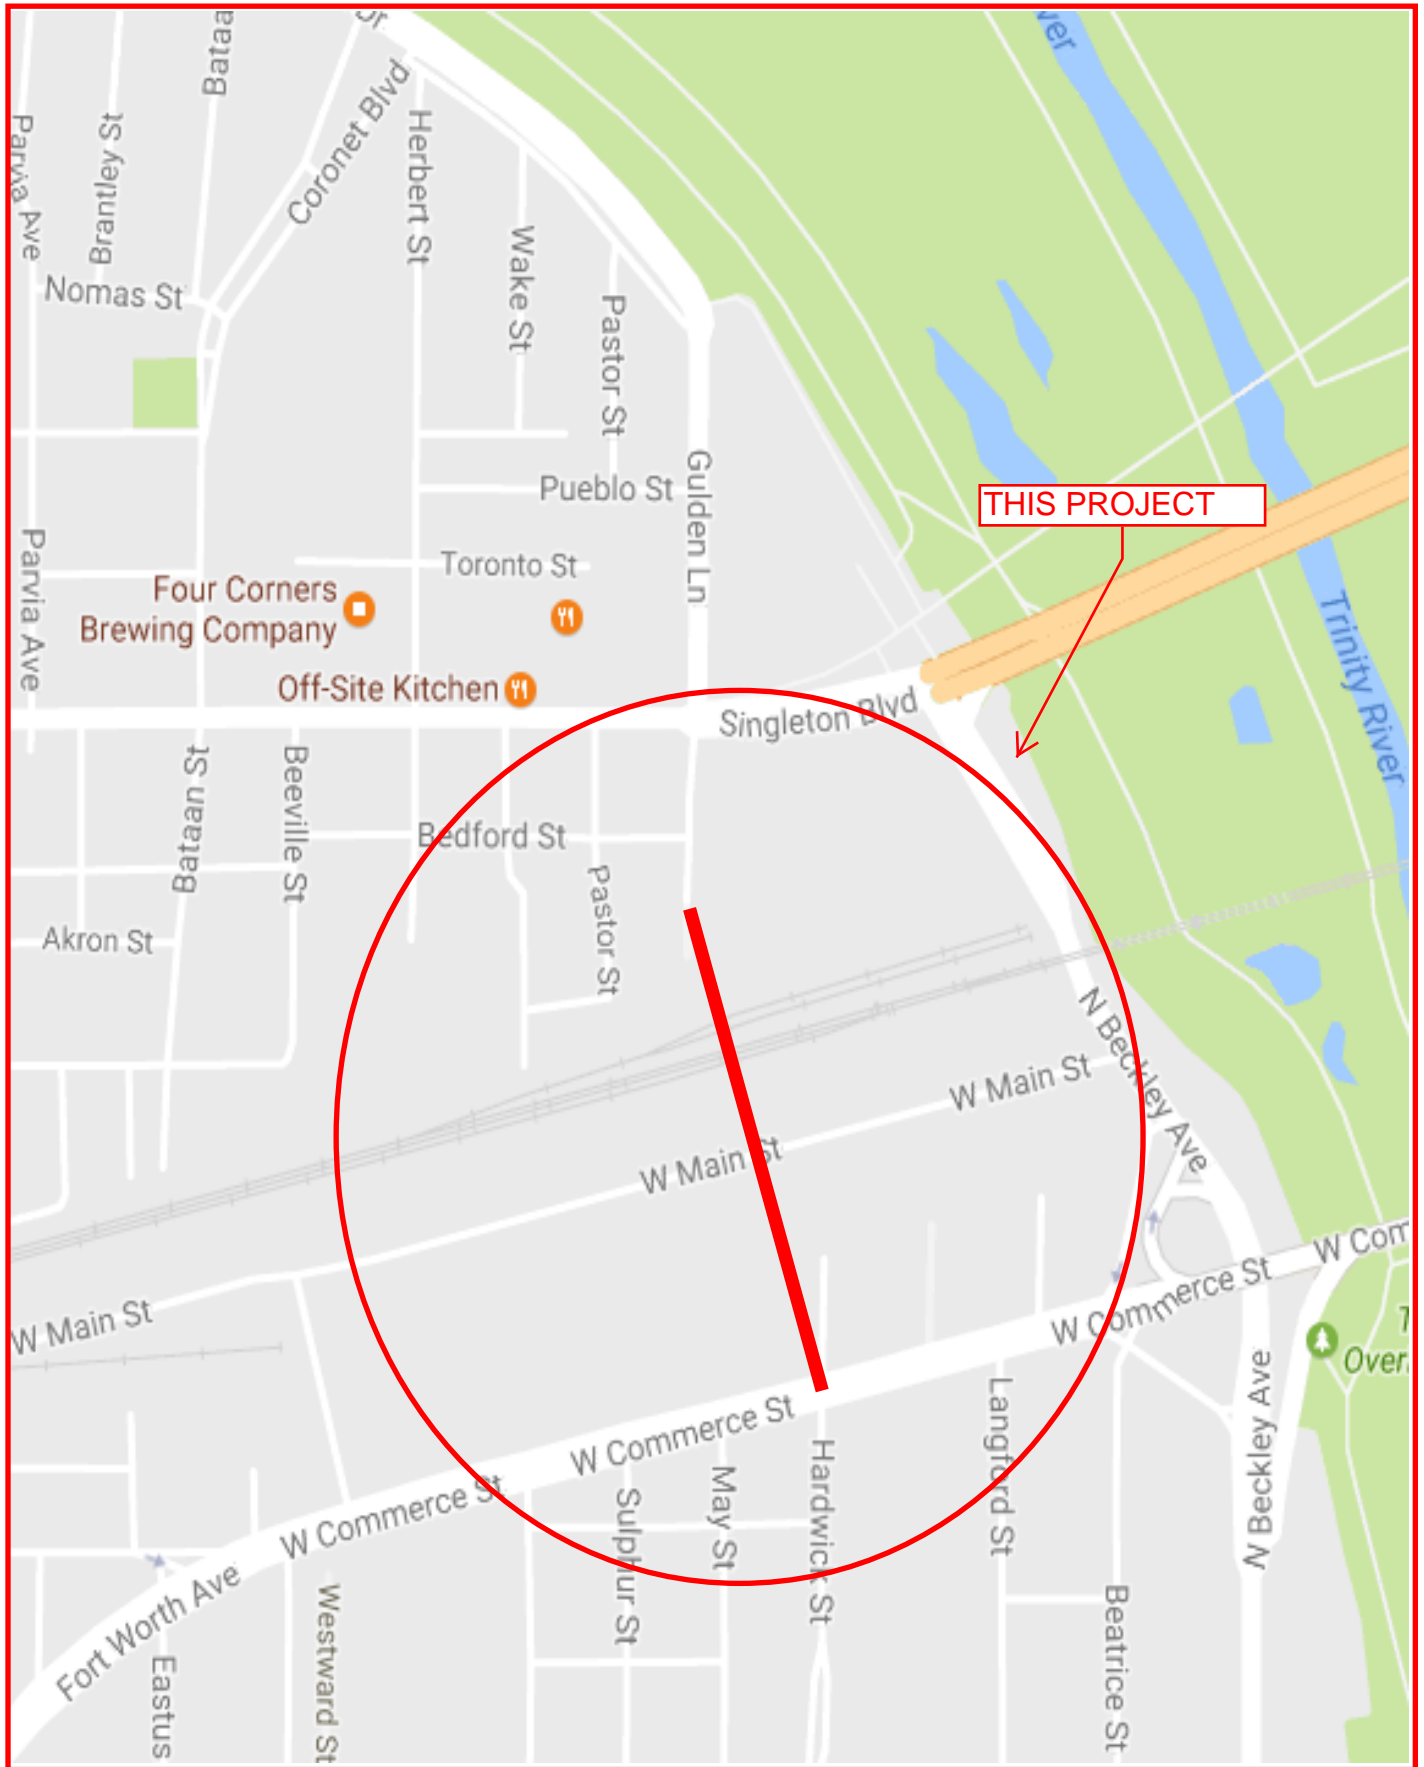 or.
ver
Bataa
Coronet Blvd
Parvia Ave
Brantley St
Herbert St
Wake St
Nomas St
Pastor St
Gulden Ln
Pueblo St
THIS PROJECT
Parvia Ave
Toronto St
Four Corners
Brewing Company
Trinity River
Off-Site Kitchen
Singleton Blvd
Bataan St
Beeville St
Bedford St
Pastor St
Akron St
N Beckley Ave
W Main St
W Main St
W Main St
W Com
W Commerce St
W Commerce St
W Commerce St
Over
N Beckley Ave
Langford St
Hardwick St
May St
Sulphur St
Fort Worth Ave
Westward St
Beatrice St
Eastus